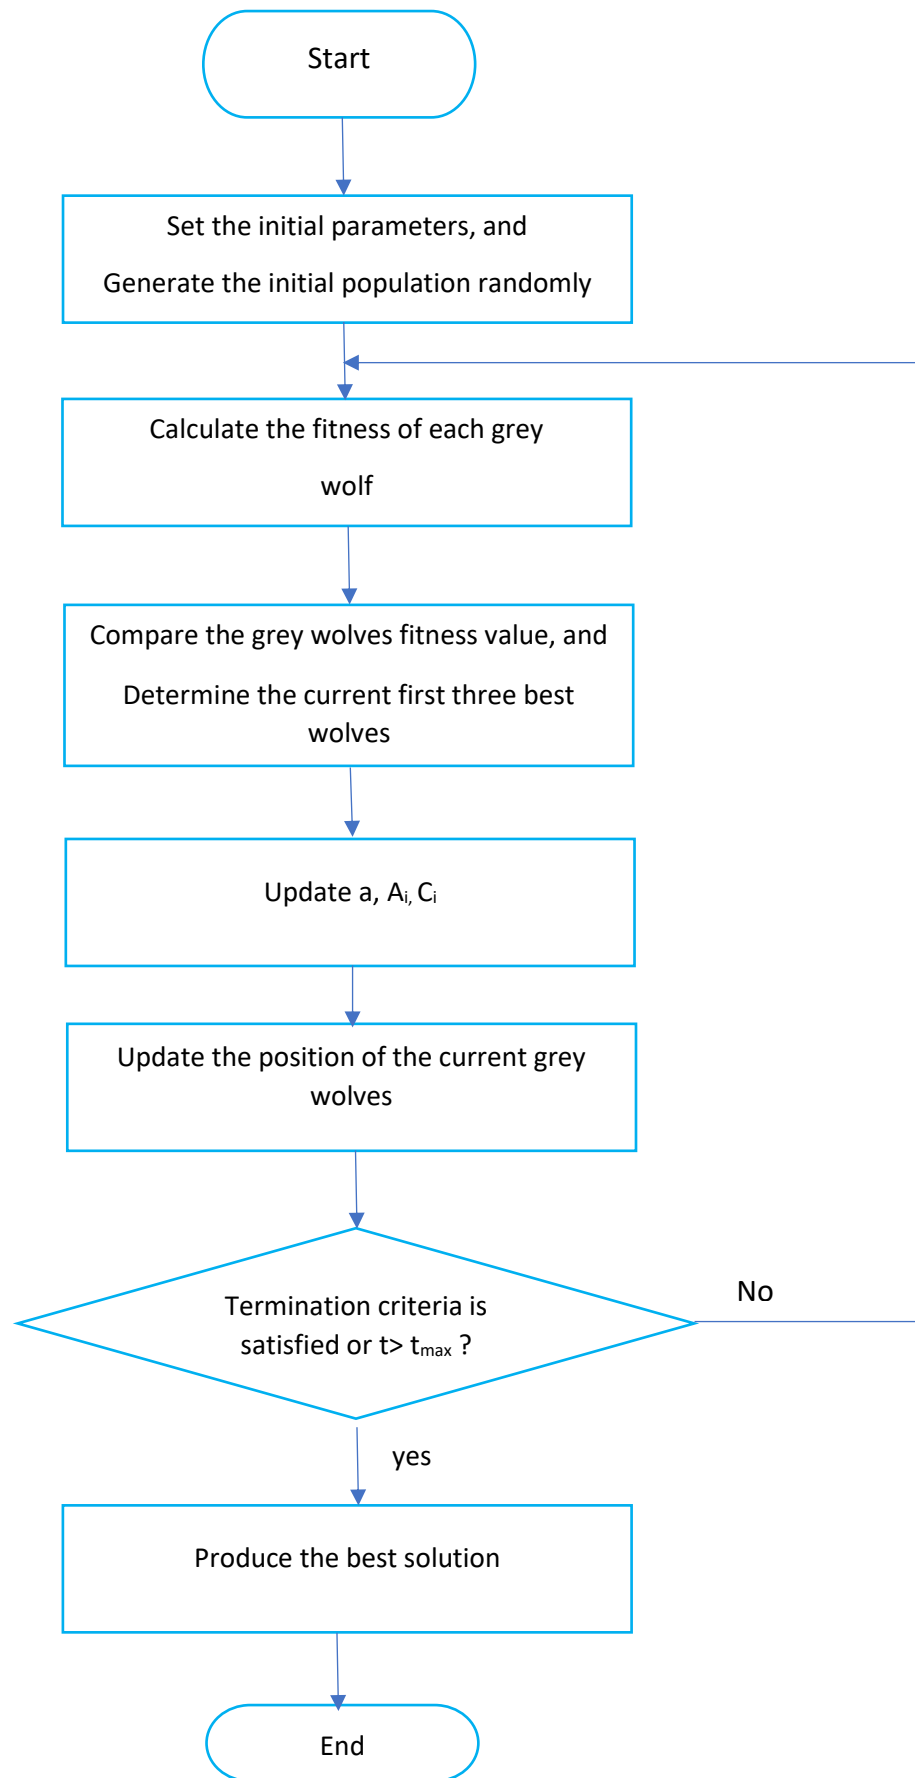 Start
Set the initial parameters, and
Generate the initial population randomly
Calculate the fitness of each grey
wolf
Compare the grey wolves fitness value, and
Determine the current first three best
wolves
Update a, Aᵢ, Cᵢ
Update the position of the current grey
wolves
Termination criteria is
satisfied or t> tₘₐₓ ?
No
yes
Produce the best solution
End